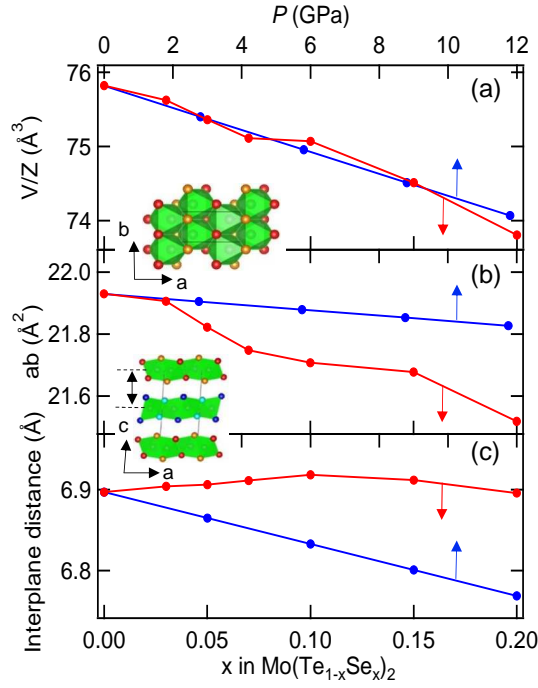 P (GPa)
0 2 4 6 8 10 12
(a)
76
75
74
V/Z (Å³)
b
a
(b)
22.0
21.8
21.6
ab (Å²)
c
a
(c)
6.9
6.8
Interplane distance (Å)
0.00 0.05 0.10 0.15 0.20
x in Mo(Te₁₋ₓSeₓ)₂